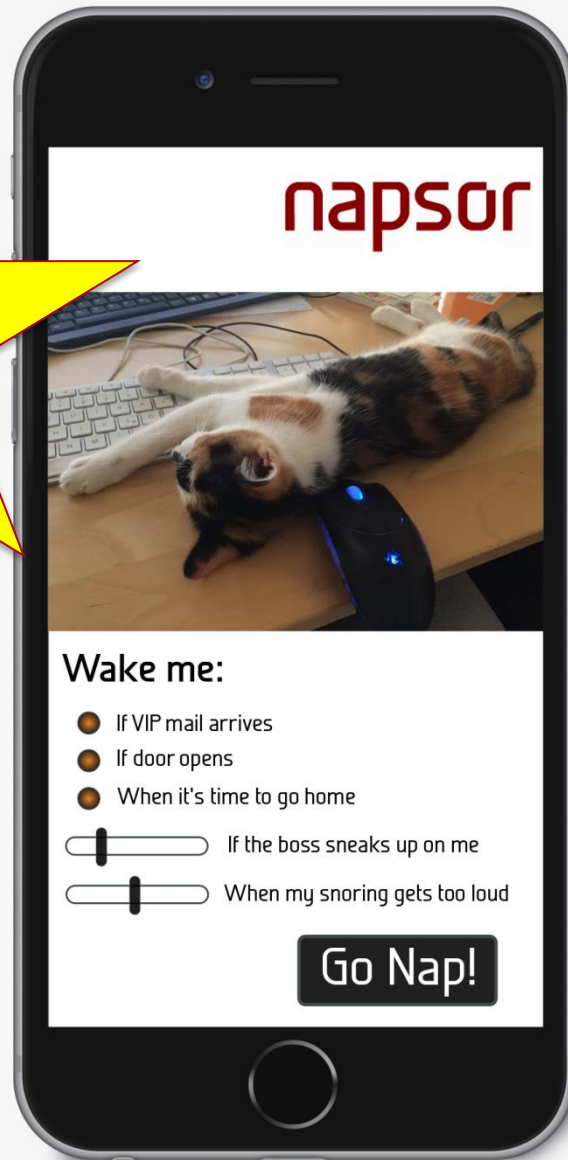 napsor
Wake me:
If VIP mail arrives
If door opens
When it's time to go home
If the boss sneaks up on me
When my snoring gets too loud
Go Nap!